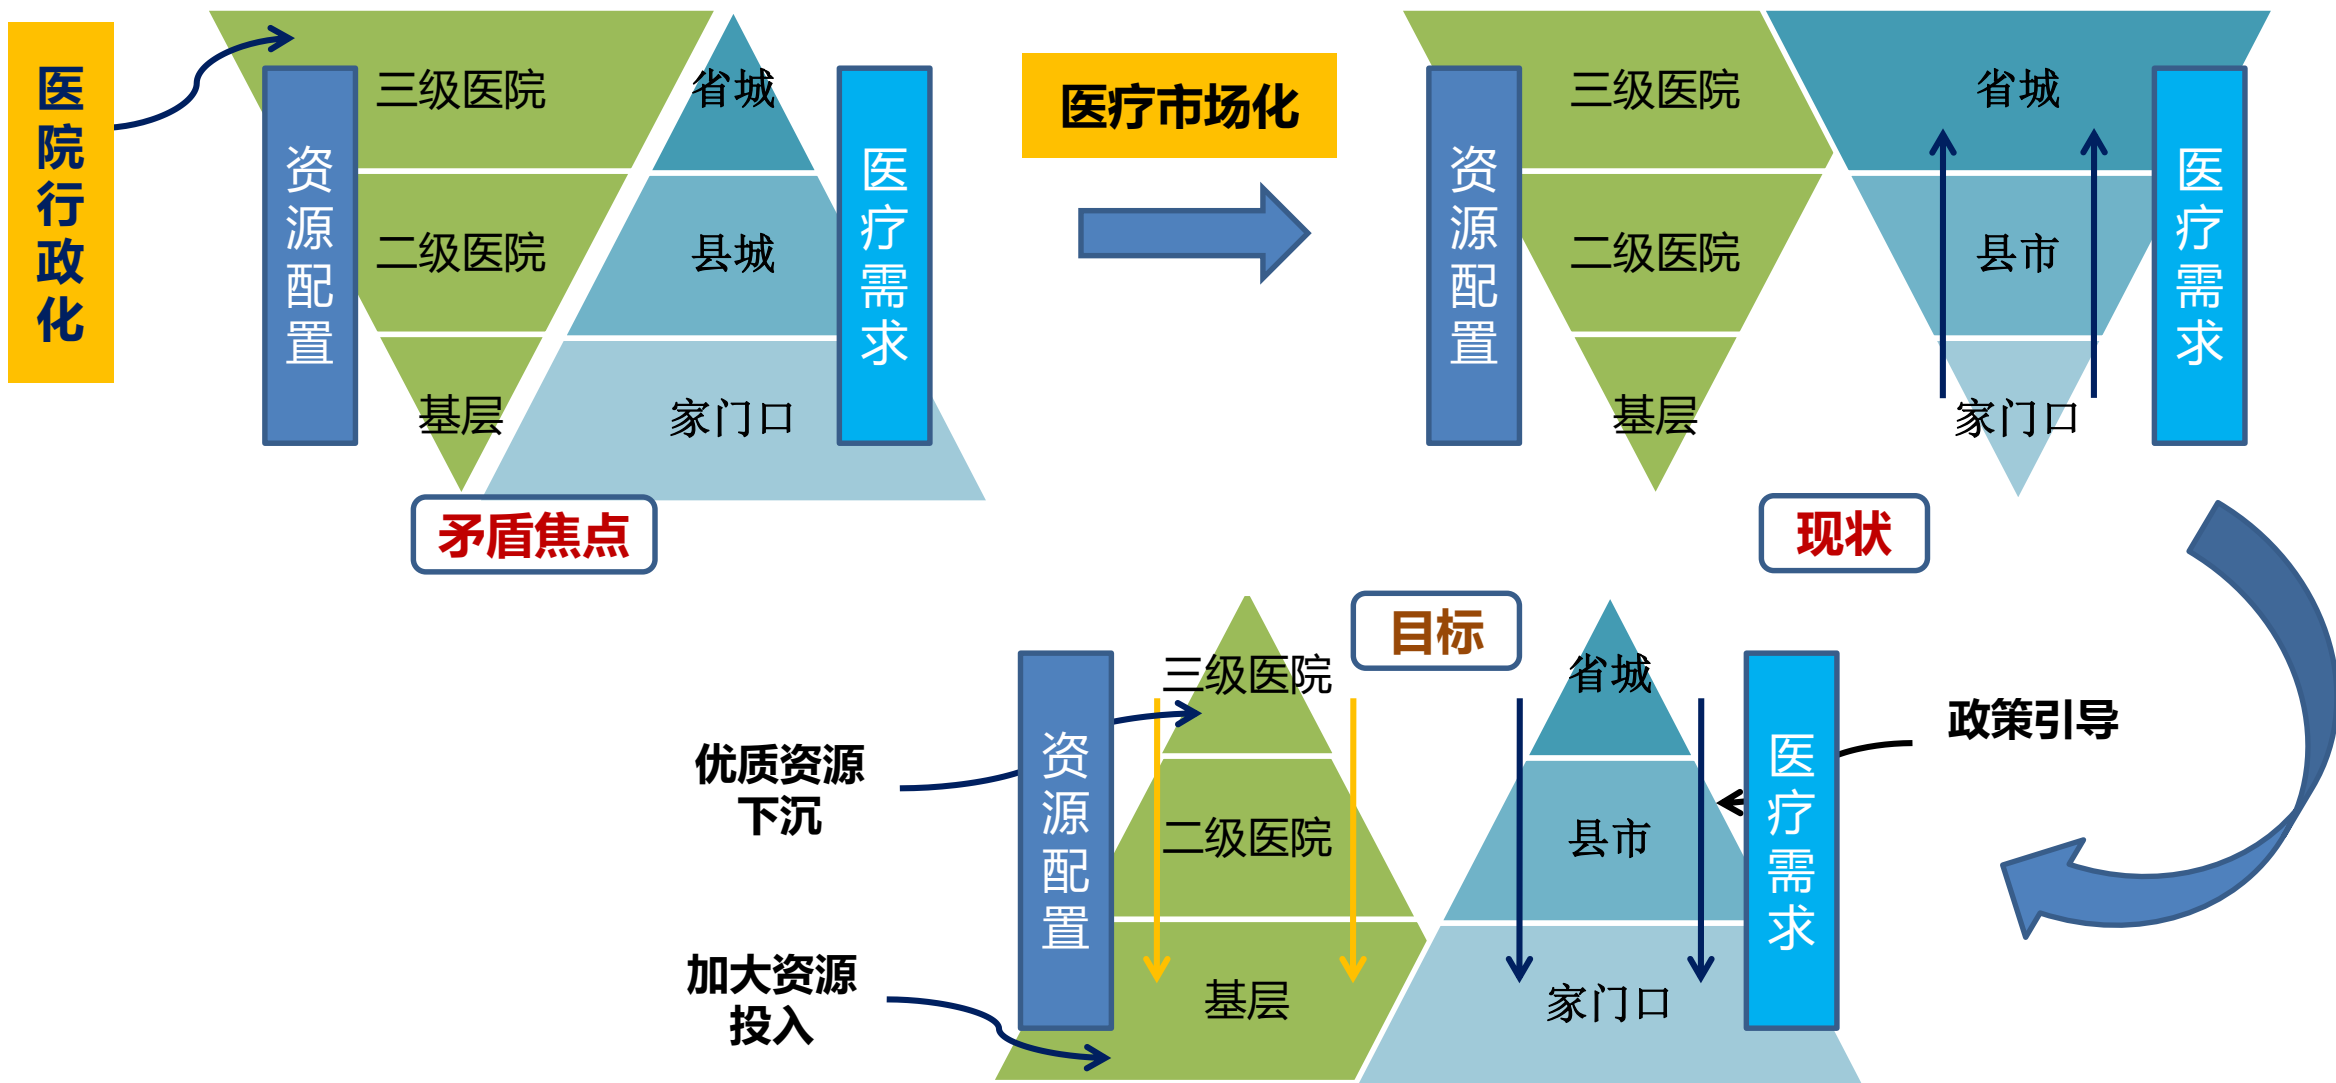 医院行政化
资源配置
三级医院
二级医院
基层
省城
县城
家门口
医疗需求
矛盾焦点
医疗市场化
资源配置
三级医院
二级医院
基层
省城
县市
家门口
医疗需求
现状
目标
资源配置
三级医院
二级医院
基层
省城
县市
家门口
医疗需求
优质资源
下沉
加大资源
投入
政策引导